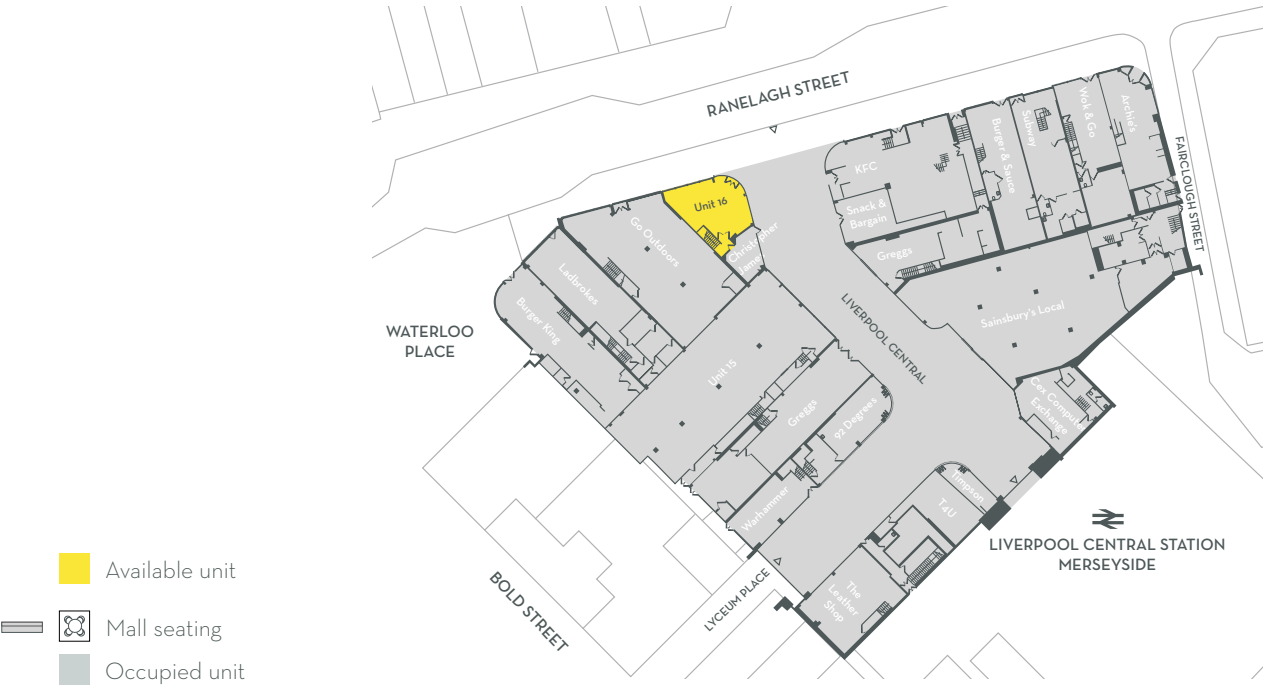 RANELAGH STREET
FAIRCLOUGH STREET
Archie's
Wok & Go
Subway
Burger & Sauce
KFC
Snack &
Bargain
Greggs
Unit 16
Go Outdoors
Ladbrokes
Burger King
WATERLOO
PLACE
LIVERPOOL CENTRAL
Sainsbury's Local
Unit 15
Greggs
92 Degrees
Cex Computer
Exchange
Warhammer
Timpson
T4U
LIVERPOOL CENTRAL STATION
MERSEYSIDE
The
Leather
Shop
LYCEUM PLACE
BOLD STREET
Available unit
Mall seating
Occupied unit
Christopher